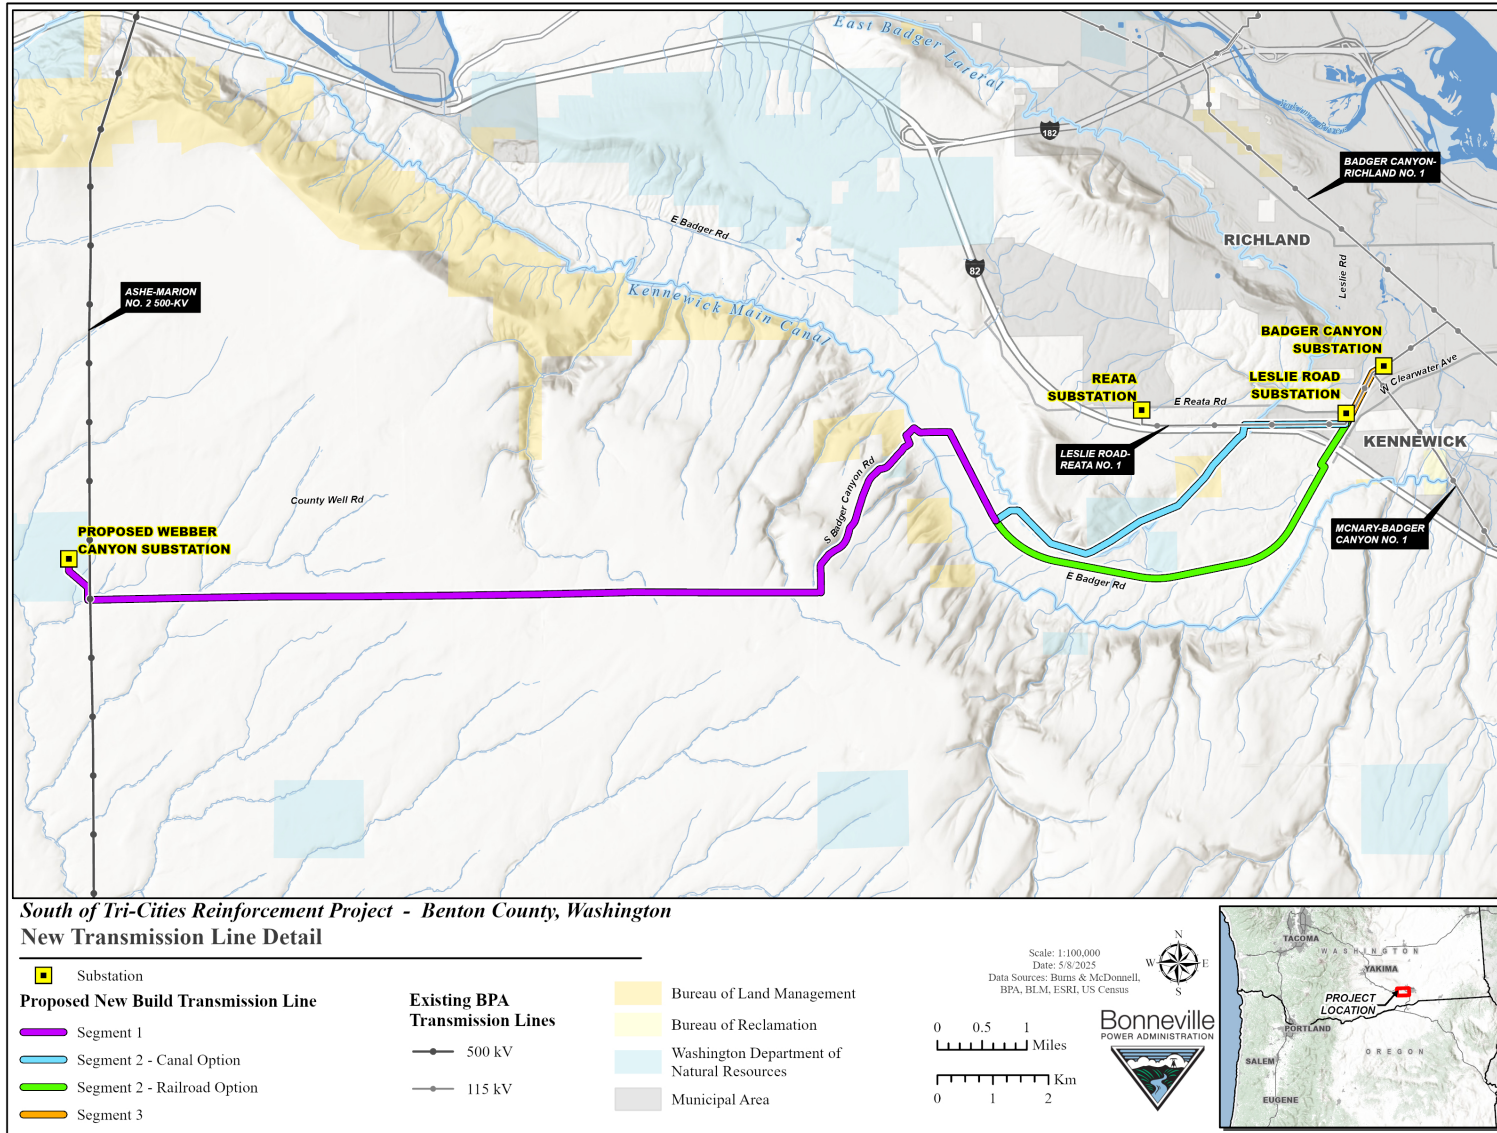 East Badger Lateral
182
BADGER CANYON-
RICHLAND NO. 1
E Badger Rd
RICHLAND
82
Leslie Rd
ASHE-MARION
NO. 2 500-KV
Kennewick Main Canal
BADGER CANYON
SUBSTATION
REATA
SUBSTATION
LESLIE ROAD
SUBSTATION
W Clearwater Ave
E Reata Rd
KENNEWICK
LESLIE ROAD-
REATA NO. 1
S Badger Canyon Rd
County Well Rd
PROPOSED WEBBER
CANYON SUBSTATION
MCNARY-BADGER
CANYON NO. 1
E Badger Rd
South of Tri-Cities Reinforcement Project - Benton County, Washington
New Transmission Line Detail
Substation
Proposed New Build Transmission Line
Segment 1
Segment 2 - Canal Option
Segment 2 - Railroad Option
Segment 3
Existing BPA
Transmission Lines
500 kV
115 kV
Bureau of Land Management
Bureau of Reclamation
Washington Department of
Natural Resources
Municipal Area
Scale: 1:100,000
Date: 5/8/2025
Data Sources: Burns & McDonnell,
BPA, BLM, ESRI, US Census
N
W
E
S
0 0.5 1
Miles
Km
0 1 2
Bonneville
POWER ADMINISTRATION
TACOMA
WASHINGTON
YAKIMA
PROJECT
LOCATION
PORTLAND
SALEM
OREGON
EUGENE